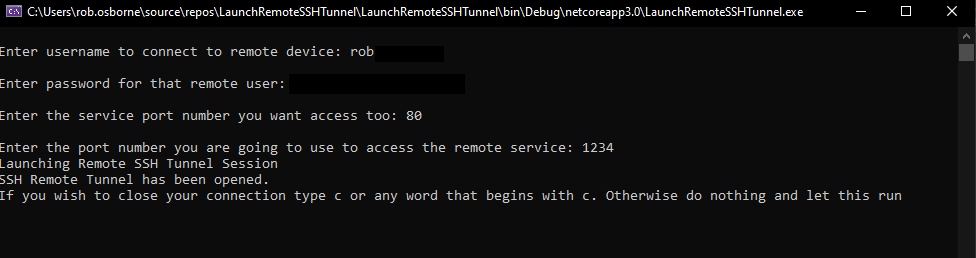 C:\Users\rob.osborne\source\repos\LaunchRemoteSSHTunnel\LaunchRemoteSSHTunnel\bin\Debug\netcoreapp3.0\LaunchRemoteSSHTunnel.exe
Enter username to connect to remote device: rob
Enter password for that remote user:
Enter the service port number you want access too: 80
Enter the port number you are going to use to access the remote service: 1234
Launching Remote SSH Tunnel Session
SSH Remote Tunnel has been opened.
If you wish to close your connection type c or any word that begins with c. Otherwise do nothing and let this run